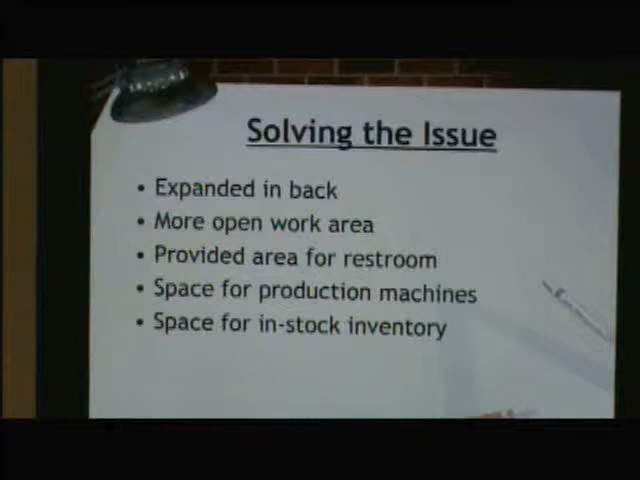 Solving the Issue
• Expanded in back
• More open work area
• Provided area for restroom
• Space for production machines
• Space for in-stock inventory